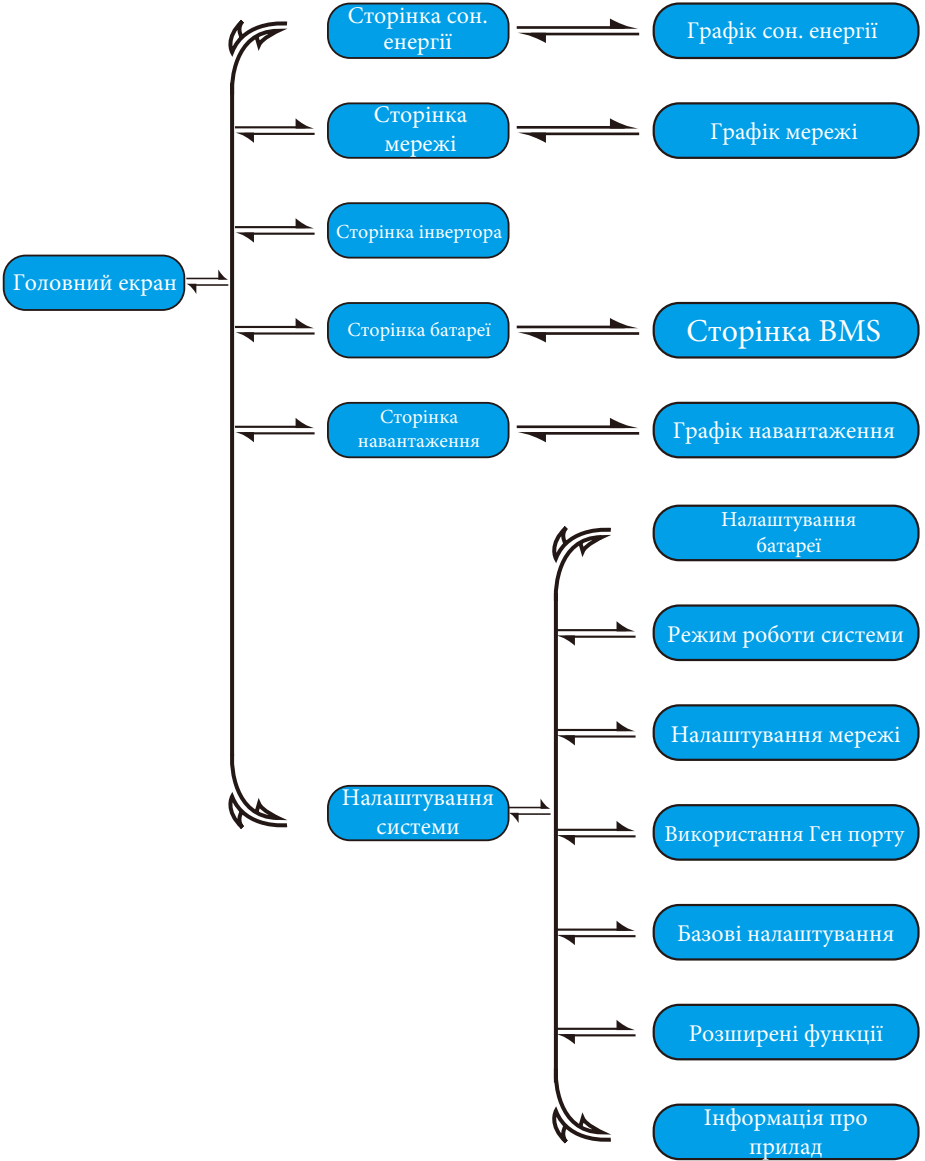 Сторінка сон.
енергії
Графік сон. енергії
Сторінка
мережі
Графік мережі
Сторінка інвертора
Головний екран
Сторінка батареї
Сторінка BMS
Сторінка
навантаження
Графік навантаження
Налаштування
батареї
Режим роботи системи
Налаштування мережі
Налаштування
системи
Використання Ген порту
Базові налаштування
Розширені функції
Інформація про
прилад